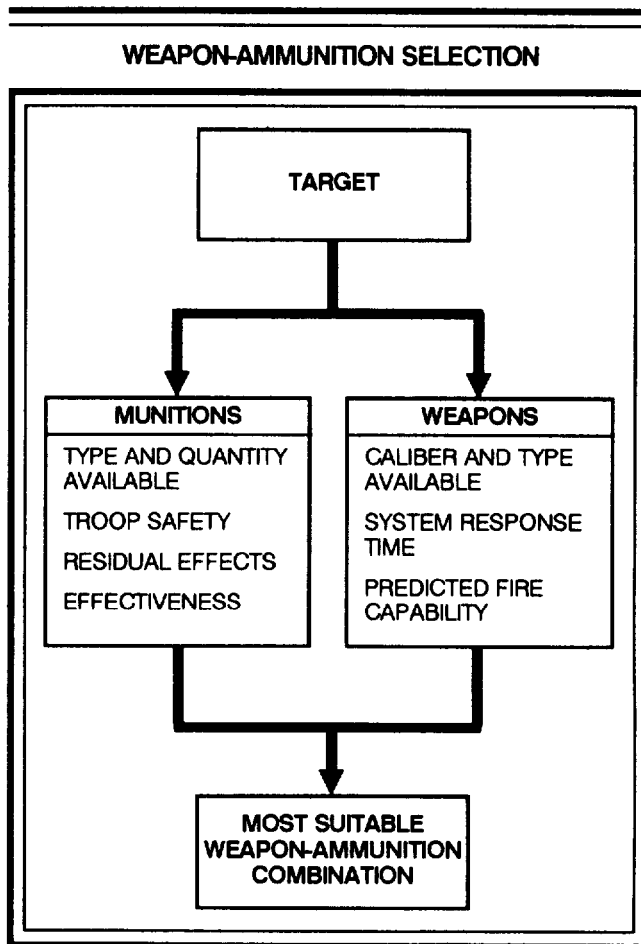 WEAPON-AMMUNITION SELECTION
TARGET
MUNITIONS
TYPE AND QUANTITY
AVAILABLE
TROOP SAFETY
RESIDUAL EFFECTS
EFFECTIVENESS
WEAPONS
CALIBER AND TYPE
AVAILABLE
SYSTEM RESPONSE
TIME
PREDICTED FIRE
CAPABILITY
MOST SUITABLE
WEAPON-AMMUNITION
COMBINATION